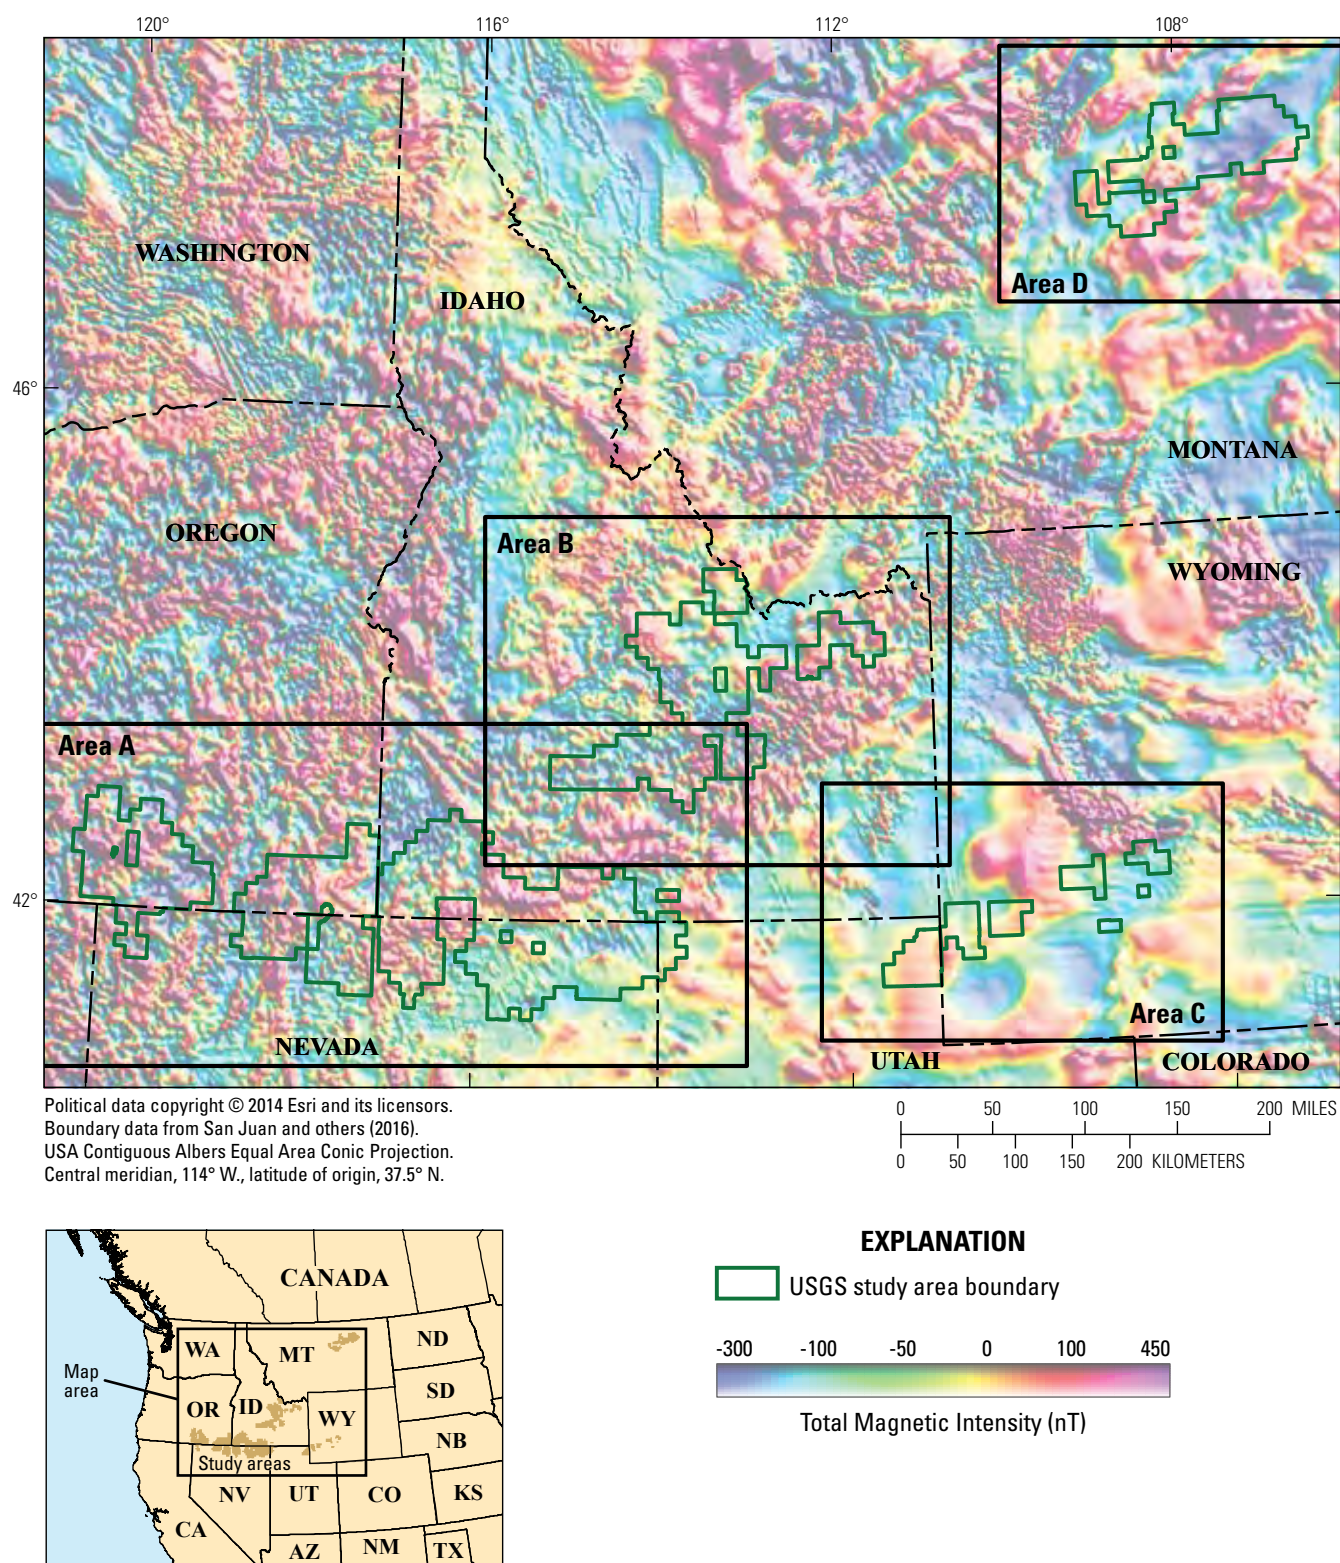 120° 116° 112° 108°
WASHINGTON
IDAHO
Area D
46°
MONTANA
OREGON
Area B
WYOMING
Area A
42°
Area C
NEVADA
UTAH
COLORADO
Political data copyright © 2014 Esri and its licensors.
Boundary data from San Juan and others (2016).
USA Contiguous Albers Equal Area Conic Projection.
Central meridian, 114° W., latitude of origin, 37.5° N.
0 50 100 150 200 MILES
0 50 100 150 200 KILOMETERS
CANADA
WA
MT
ND
Map
area
OR
ID
WY
SD
NB
Study areas
NV
UT
CO
KS
CA
AZ
NM
TX
EXPLANATION
USGS study area boundary
-300 -100 -50 0 100 450
Total Magnetic Intensity (nT)